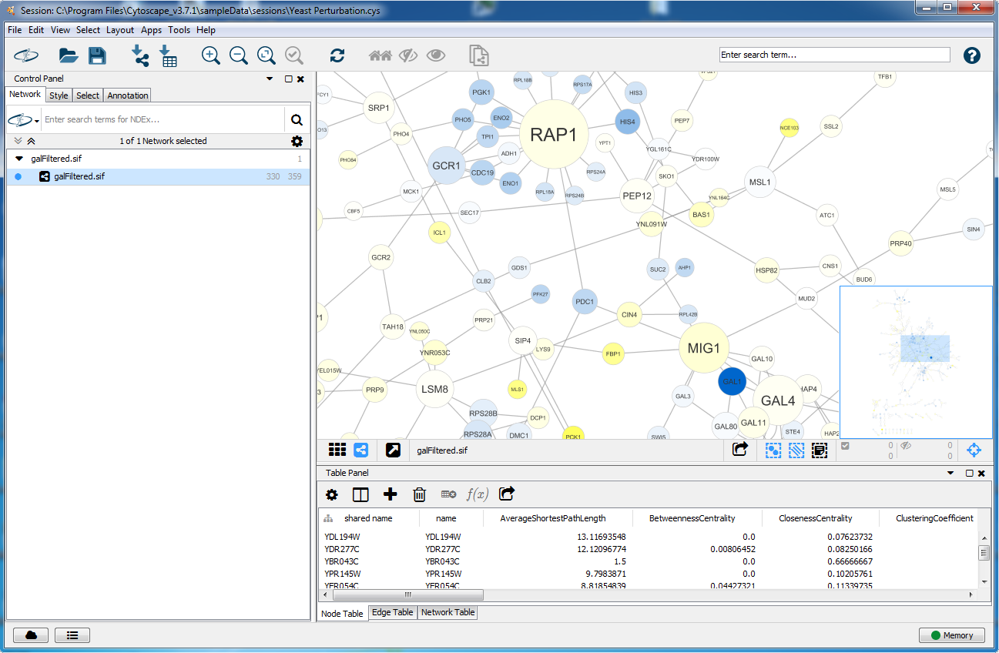 Session: C:\Program Files\Cytoscape_v3.7.1\sampleData\sessions\Yeast Perturbation.cys
File Edit View Select Layout Apps Tools Help
Enter search term...
Control Panel
Network Style Select Annotation
Enter search terms for NDEx...
1 of 1 Network selected
galFiltered.sif 1
galFiltered.sif 330 359
RPL18B RPS17A TFB1
PGK1 HIS3
SRP1
PHO5 ENO2 HIS4 PEP7 NCE103 SSL2
PHO4 TPI1 RAP1 YPT1
PHO84 ADH1 YGL161C YDR100W
GCR1 CDC19 RPS24A SKO1
ENO1 MSL1
MCK1 RPL18A RPS24B PEP12 YNL164C MSL5
CBF5 SEC17 BAS1 ATC1
ICL1 YNL091W SIN4
GCR2 PRP40
GDS1 SUC2 AHP1 HSP82 CNS1
CLB2 BUD6
PFK27 PDC1 MUD2
PRP21 CIN4 RPL42B
TAH18 YNL050C
SIP4 LYS9 MIG1
YNR053C FBP1 GAL10
YEL015W GAL1
PRP9 LSM8 MLS1 GAL3 GAL4 HAP4
RPS28B DCP1 GAL80 GAL11
RPS28A DMC1 PCK1 SWI5 STE4 HAP2
galFiltered.sif 0 0
0 0
Table Panel
f(x)
shared name name AverageShortestPathLength BetweennessCentrality ClosenessCentrality ClusteringCoefficient
YDL194W YDL194W 13.11693548 0.0 0.07623732
YDR277C YDR277C 12.12096774 0.00806452 0.08250166
YBR043C YBR043C 1.5 0.0 0.66666667
YPR145W YPR145W 9.7983871 0.0 0.10205761
YER054C YER054C 8.81854839 0.04427321 0.11339735
Node Table Edge Table Network Table
Memory